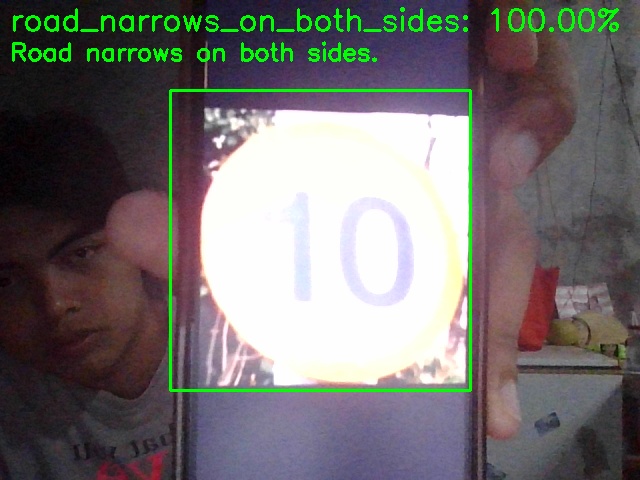 road_narrows_on_both_sides: 100.00%
Road narrows on both sides.
10